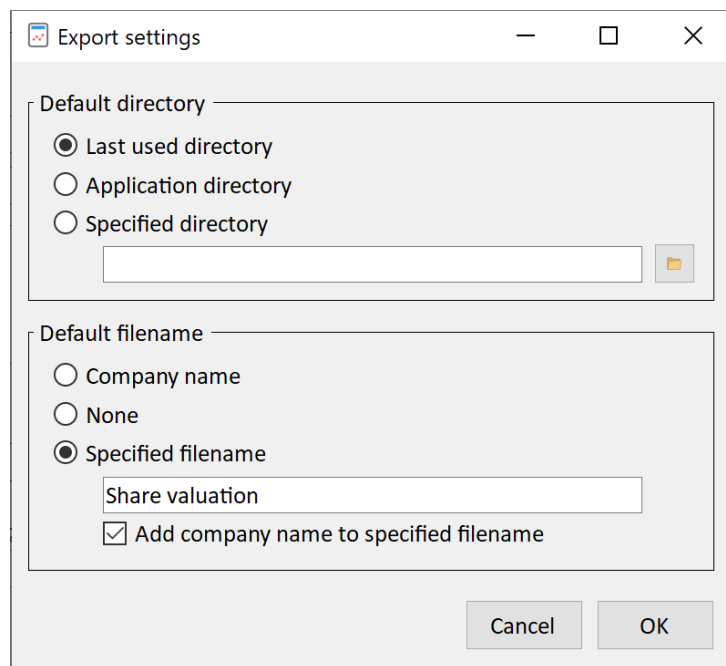 Export settings
Default directory
Last used directory
Application directory
Specified directory
Default filename
Company name
None
Specified filename
Share valuation
Add company name to specified filename
Cancel OK